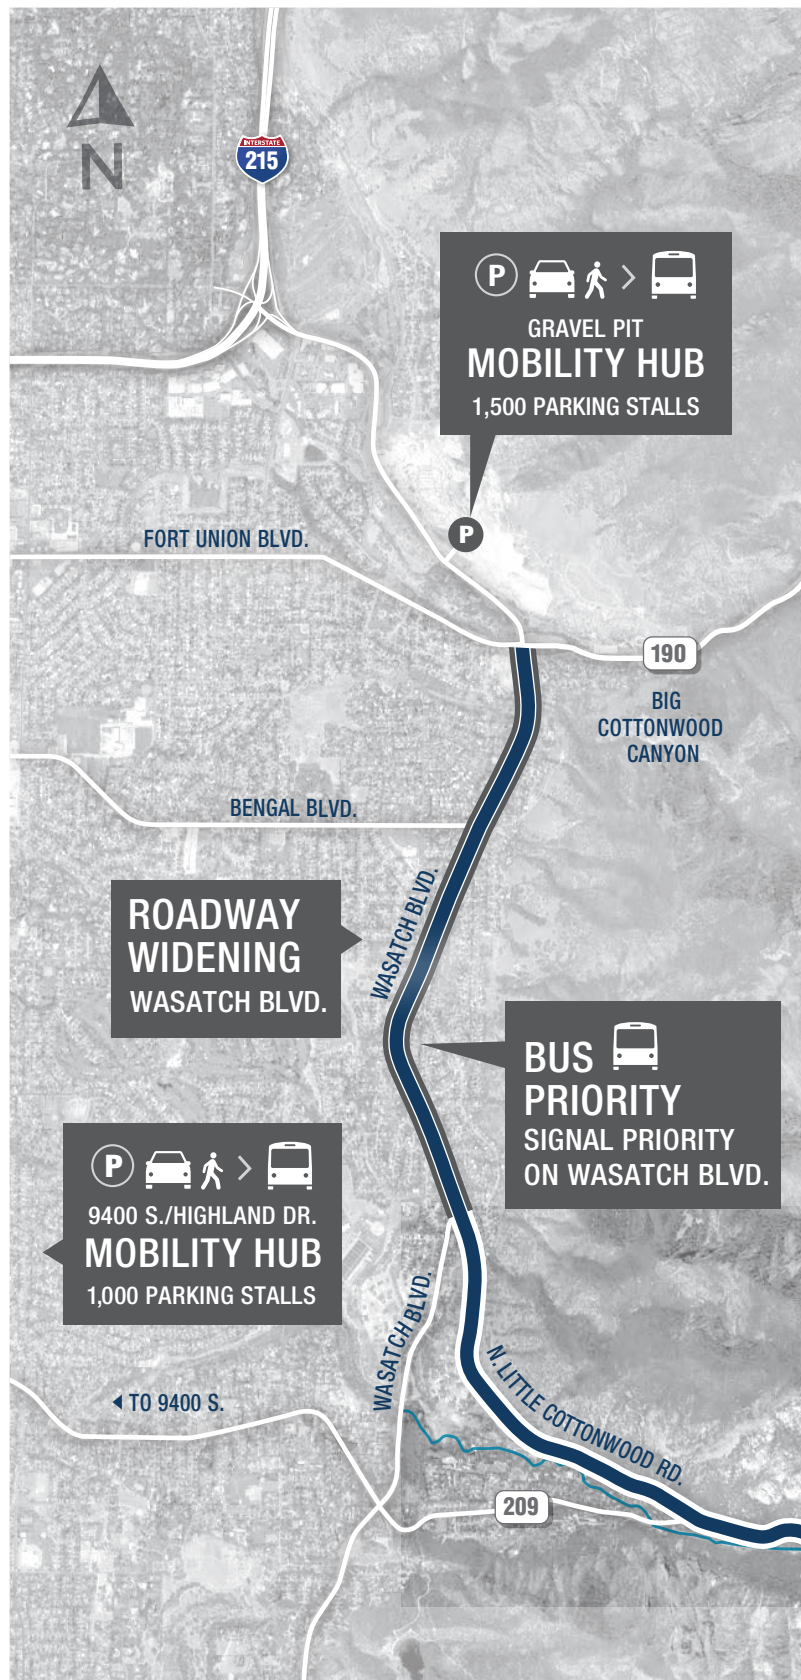 N
INTERSTATE
215
P
GRAVEL PIT
MOBILITY HUB
1,500 PARKING STALLS
P
FORT UNION BLVD.
190
BIG
COTTONWOOD
CANYON
BENGAL BLVD.
WASATCH BLVD.
ROADWAY
WIDENING
WASATCH BLVD.
BUS
PRIORITY
SIGNAL PRIORITY
ON WASATCH BLVD.
P
9400 S./HIGHLAND DR.
MOBILITY HUB
1,000 PARKING STALLS
WASATCH BLVD.
N. LITTLE COTTONWOOD RD.
TO 9400 S.
209